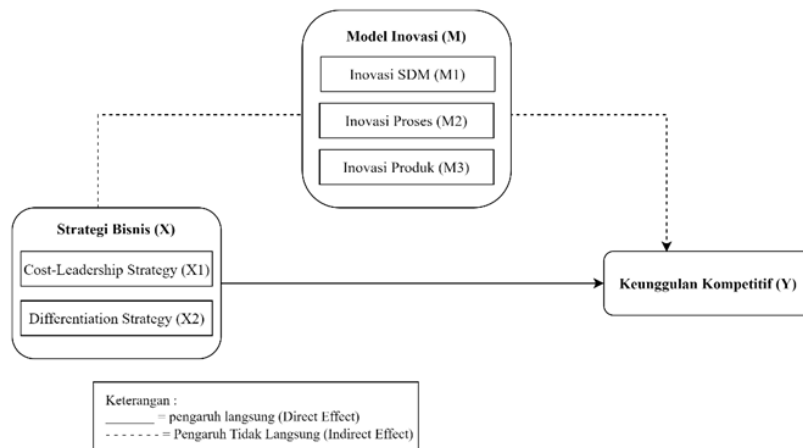 Model Inovasi (M)
Inovasi SDM (M1)
Inovasi Proses (M2)
Inovasi Produk (M3)
Strategi Bisnis (X)
Cost-Leadership Strategy (X1)
Differentiation Strategy (X2)
Keunggulan Kompetitif (Y)
Keterangan :
_______ = pengaruh langsung (Direct Effect)
- - - - - - - = Pengaruh Tidak Langsung (Indirect Effect)